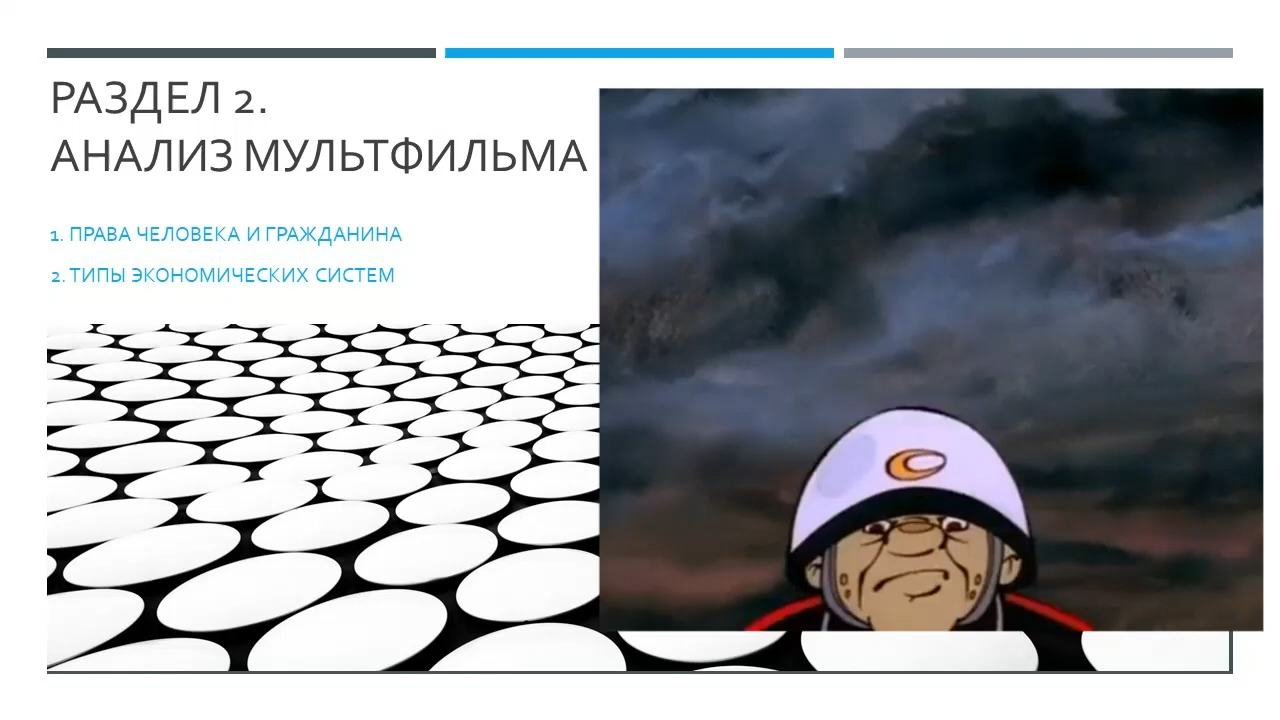 РАЗДЕЛ 2.
АНАЛИЗ МУЛЬТФИЛЬМА
1. ПРАВА ЧЕЛОВЕКА И ГРАЖДАНИНА
2. ТИПЫ ЭКОНОМИЧЕСКИХ СИСТЕМ